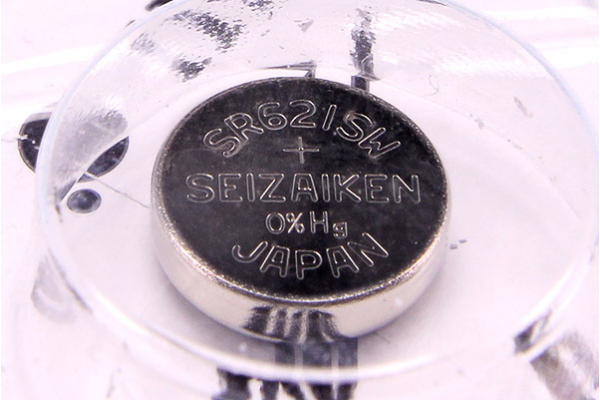 SR621SW
+
SEIZAIKEN
0%Hg
JAPAN